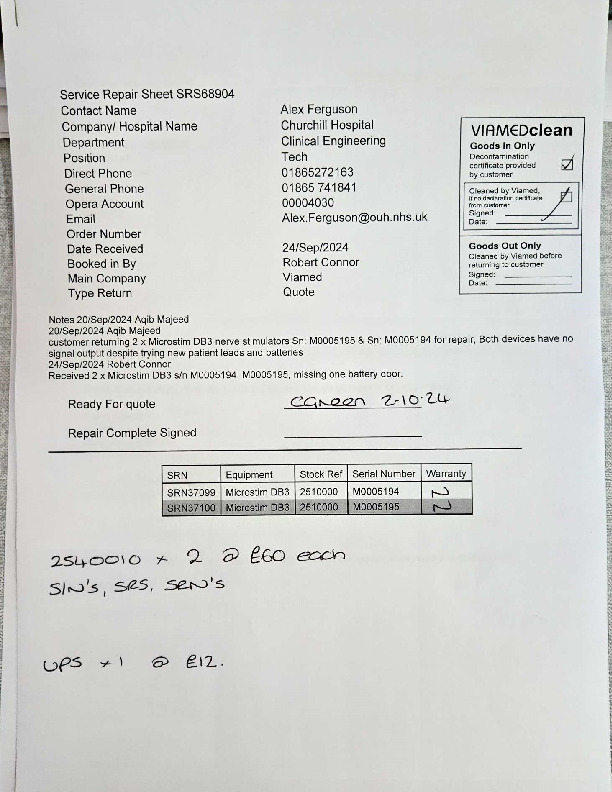 Service Repair Sheet SRS68904
Contact Name Alex Ferguson
Company/ Hospital Name Churchill Hospital
Department Clinical Engineering
Position Tech
Direct Phone 01865272163
General Phone 01865 741841
Opera Account 00004030
Email Alex.Ferguson@ouh.nhs.uk
Order Number
Date Received 24/Sep/2024
Booked in By Robert Connor
Main Company Viamed
Type Return Quote
VIAMEDclean
Goods In Only
Decontamination
certificate provided
by customer
Cleaned by Viamed,
if no declaration certificate
from customer
Signed:
Date:
Goods Out Only
Cleaned by Viamed before
returning to customer
Signed:
Date:
Notes 20/Sep/2024 Aqib Majeed
20/Sep/2024 Aqib Majeed
customer returning 2 x Microstim DB3 nerve stimulators Sn: M0005195 & Sn: M0005194 for repair, Both devices have no
signal output despite trying new patient leads and batteries
24/Sep/2024 Robert Connor
Received 2 x Microstim DB3 s/n M0005194, M0005195, missing one battery door.
Ready For quote CGreen 2-10-24
Repair Complete Signed
SRN Equipment Stock Ref Serial Number Warranty
SRN37099 Microstim DB3 2510000 M0005194 N
SRN37100 Microstim DB3 2510000 M0005195 N
2540010 x 2 @ £60 each
S/N'S, SRS, SRN'S
UPS x 1 @ £12.